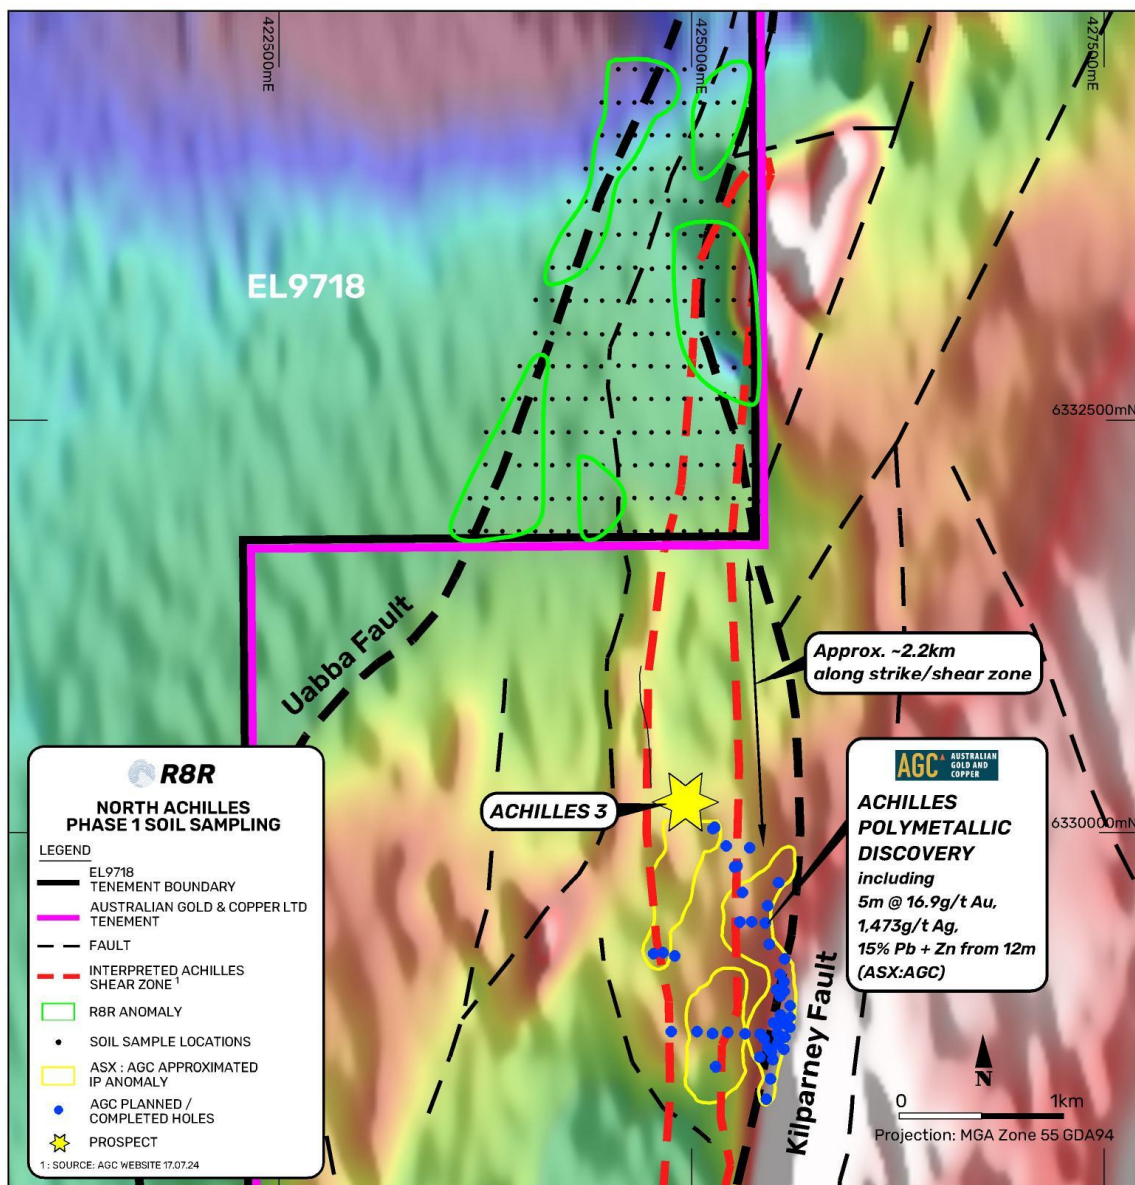 422500mE
425000mE
427500mE
EL9718
6332500mN
Uabba Fault
Approx. ~2.2km
along strike/shear zone
ACHILLES 3
6330000mN
AGC AUSTRALIAN
GOLD AND
COPPER
ACHILLES
POLYMETALLIC
DISCOVERY
including
5m @ 16.9g/t Au,
1,473g/t Ag,
15% Pb + Zn from 12m
(ASX:AGC)
Kilparney Fault
R8R
NORTH ACHILLES
PHASE 1 SOIL SAMPLING
LEGEND
EL9718
TENEMENT BOUNDARY
AUSTRALIAN GOLD & COPPER LTD
TENEMENT
FAULT
INTERPRETED ACHILLES
SHEAR ZONE 1
R8R ANOMALY
SOIL SAMPLE LOCATIONS
ASX : AGC APPROXIMATED
IP ANOMALY
AGC PLANNED /
COMPLETED HOLES
PROSPECT
1 : SOURCE: AGC WEBSITE 17.07.24
N
0 1km
Projection: MGA Zone 55 GDA94